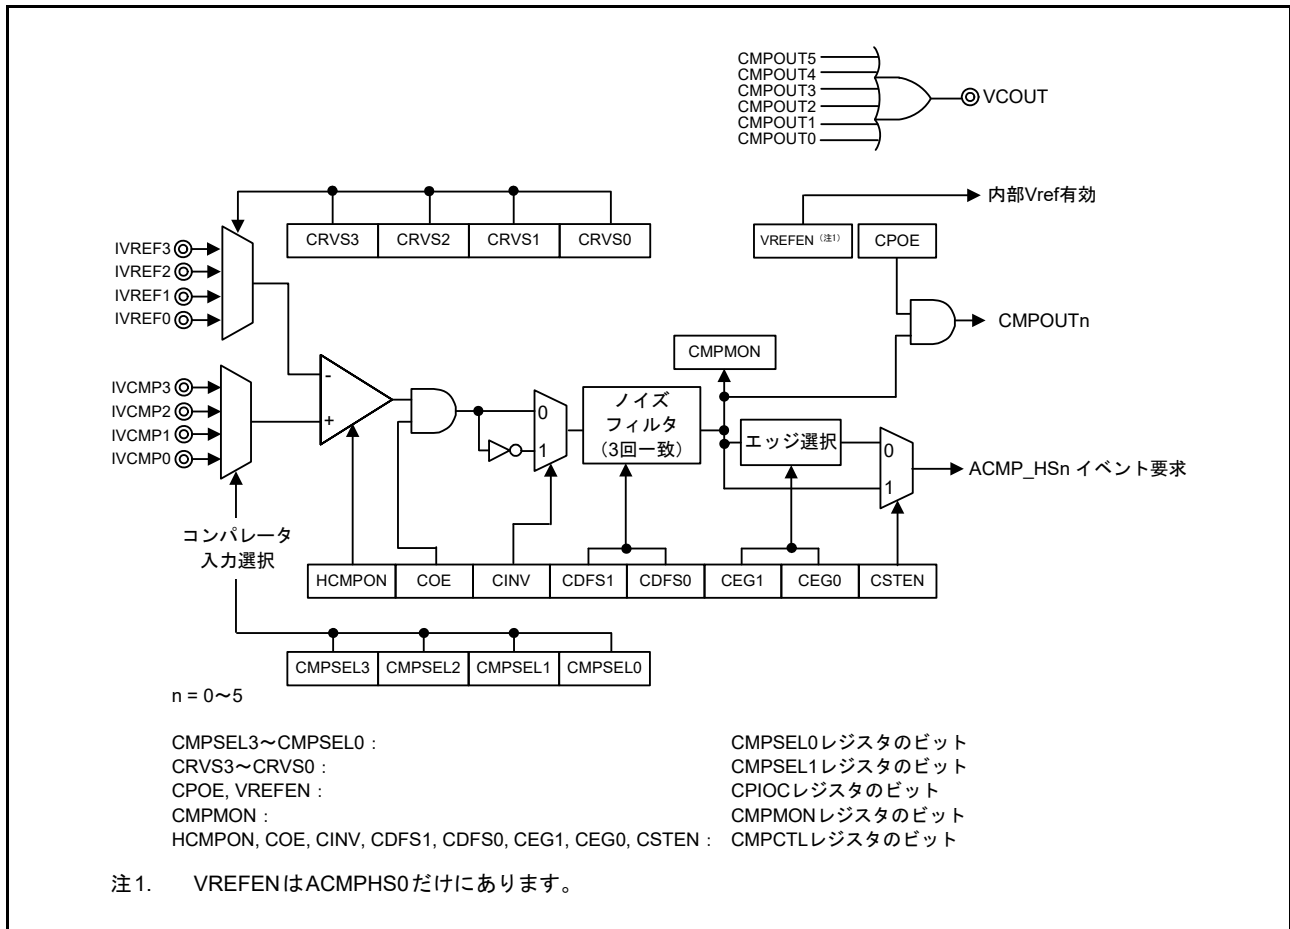 CMPOUT5
CMPOUT4
CMPOUT3
CMPOUT2
CMPOUT1
CMPOUT0
VCOUT
内部Vref有効
CRVS3 CRVS2 CRVS1 CRVS0
VREFEN（注1） CPOE
IVREF3
IVREF2
IVREF1
IVREF0
CMPOUTn
CMPMON
IVCMP3
IVCMP2
IVCMP1
IVCMP0
-
+
0
1
ノイズ
フィルタ
（3回一致）
エッジ選択
0
1
ACMP_HSn イベント要求
コンパレータ
入力選択
HCMPON COE CINV CDFS1 CDFS0 CEG1 CEG0 CSTEN
CMPSEL3 CMPSEL2 CMPSEL1 CMPSEL0
n = 0～5
CMPSEL3～CMPSEL0： CMPSEL0レジスタのビット
CRVS3～CRVS0： CMPSEL1レジスタのビット
CPOE, VREFEN： CPIOCレジスタのビット
CMPMON： CMPMONレジスタのビット
HCMPON, COE, CINV, CDFS1, CDFS0, CEG1, CEG0, CSTEN： CMPCTLレジスタのビット
注1. VREFENはACMPHS0だけにあります。